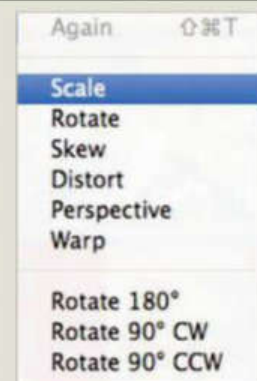 Again ⇧⌘T
Scale
Rotate
Skew
Distort
Perspective
Warp
Rotate 180°
Rotate 90° CW
Rotate 90° CCW